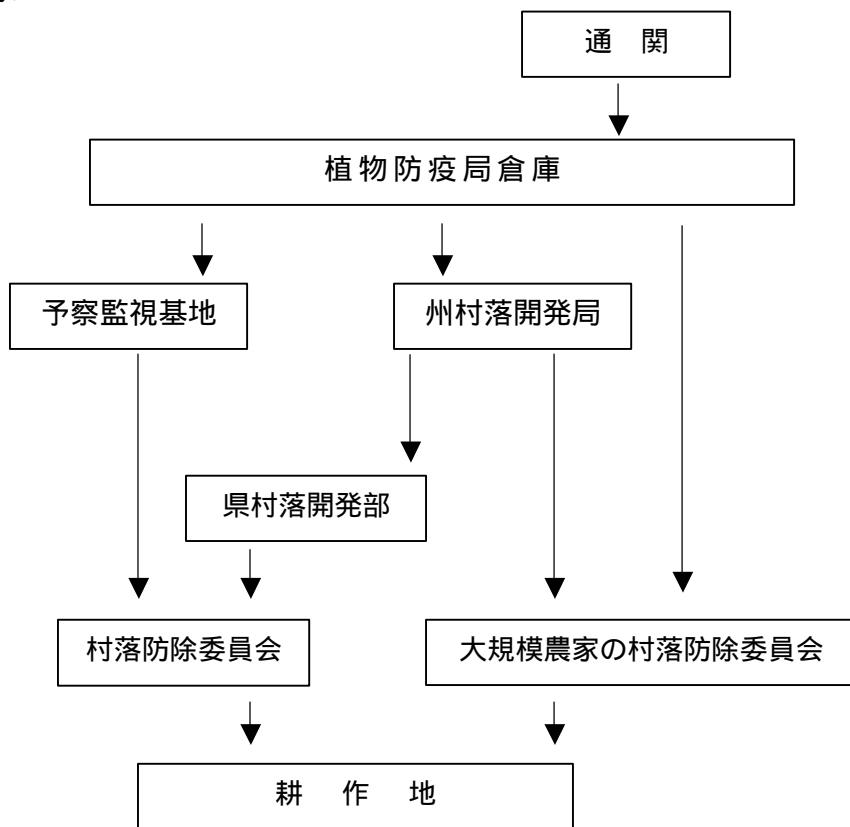 通 関
植物防疫局倉庫
予察監視基地
州村落開発局
県村落開発部
村落防除委員会
大規模農家の村落防除委員会
耕 作 地